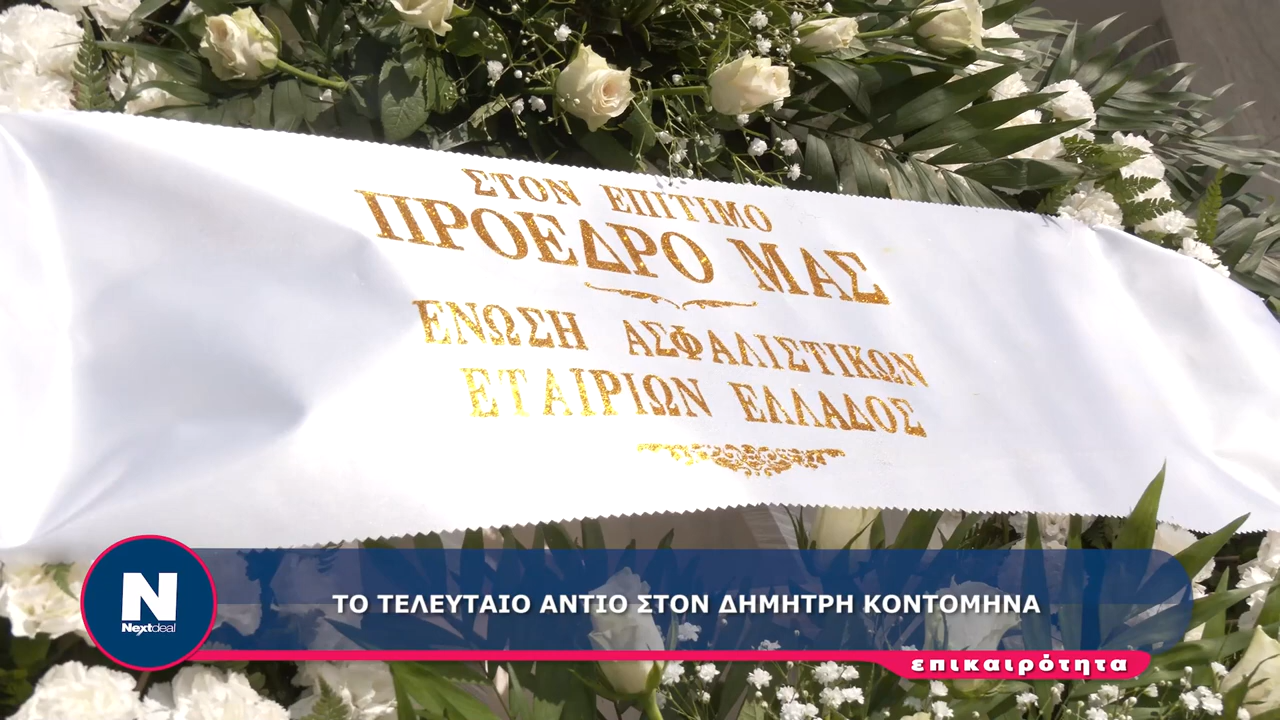 ΣΤΟΝ ΕΠΙΤΙΜΟ
ΠΡΟΕΔΡΟ ΜΑΣ
ΕΝΩΣΗ ΑΣΦΑΛΙΣΤΙΚΩΝ
ΕΤΑΙΡΙΩΝ ΕΛΛΑΔΟΣ
N
Nextdeal
ΤΟ ΤΕΛΕΥΤΑΙΟ ΑΝΤΙΟ ΣΤΟΝ ΔΗΜΗΤΡΗ ΚΟΝΤΟΜΗΝΑ
επικαιρότητα